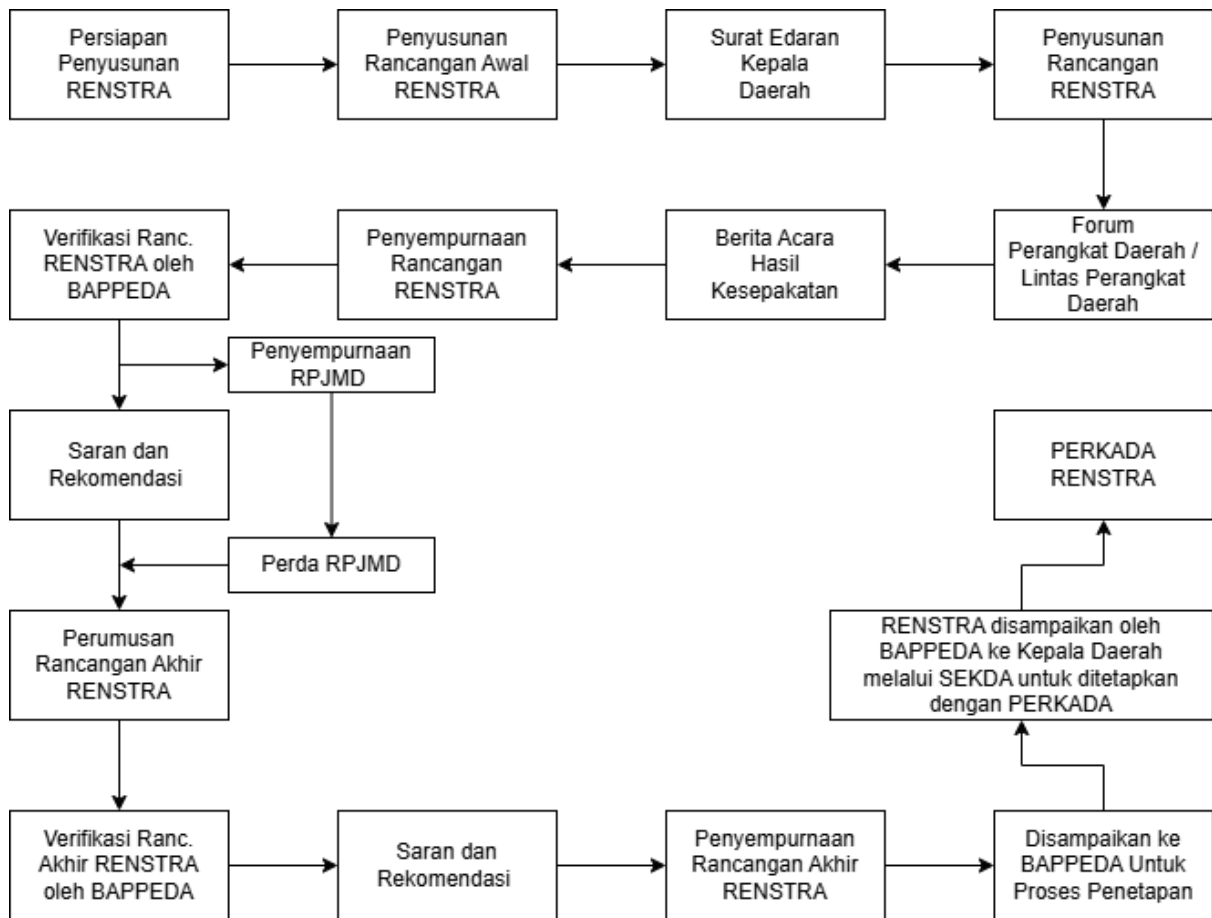 Persiapan
Penyusunan
RENSTRA
Penyusunan
Rancangan Awal
RENSTRA
Surat Edaran
Kepala
Daerah
Penyusunan
Rancangan
RENSTRA
Forum
Perangkat Daerah /
Lintas Perangkat
Daerah
Berita Acara
Hasil
Kesepakatan
Penyempurnaan
Rancangan
RENSTRA
Verifikasi Ranc.
RENSTRA oleh
BAPPEDA
Penyempurnaan
RPJMD
Saran dan
Rekomendasi
Perda RPJMD
Perumusan
Rancangan Akhir
RENSTRA
Verifikasi Ranc.
Akhir RENSTRA
oleh BAPPEDA
Saran dan
Rekomendasi
Penyempurnaan
Rancangan Akhir
RENSTRA
Disampaikan ke
BAPPEDA Untuk
Proses Penetapan
RENSTRA disampaikan oleh
BAPPEDA ke Kepala Daerah
melalui SEKDA untuk ditetapkan
dengan PERKADA
PERKADA
RENSTRA